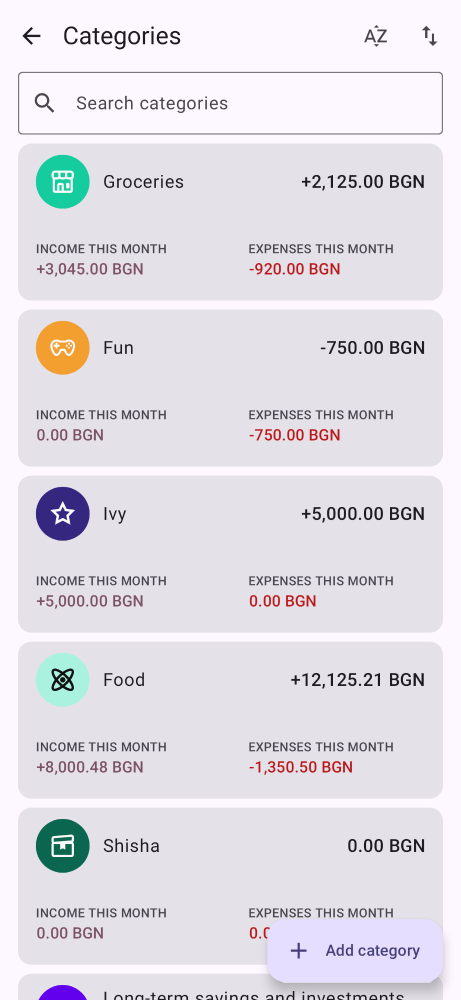 Categories
AZ
Search categories
Groceries +2,125.00 BGN
INCOME THIS MONTH EXPENSES THIS MONTH
+3,045.00 BGN -920.00 BGN
Fun -750.00 BGN
INCOME THIS MONTH EXPENSES THIS MONTH
0.00 BGN -750.00 BGN
Ivy +5,000.00 BGN
INCOME THIS MONTH EXPENSES THIS MONTH
+5,000.00 BGN 0.00 BGN
Food +12,125.21 BGN
INCOME THIS MONTH EXPENSES THIS MONTH
+8,000.48 BGN -1,350.50 BGN
Shisha 0.00 BGN
INCOME THIS MONTH EXPENSES THIS MONTH
0.00 BGN
Add category
Long-term savings and investments